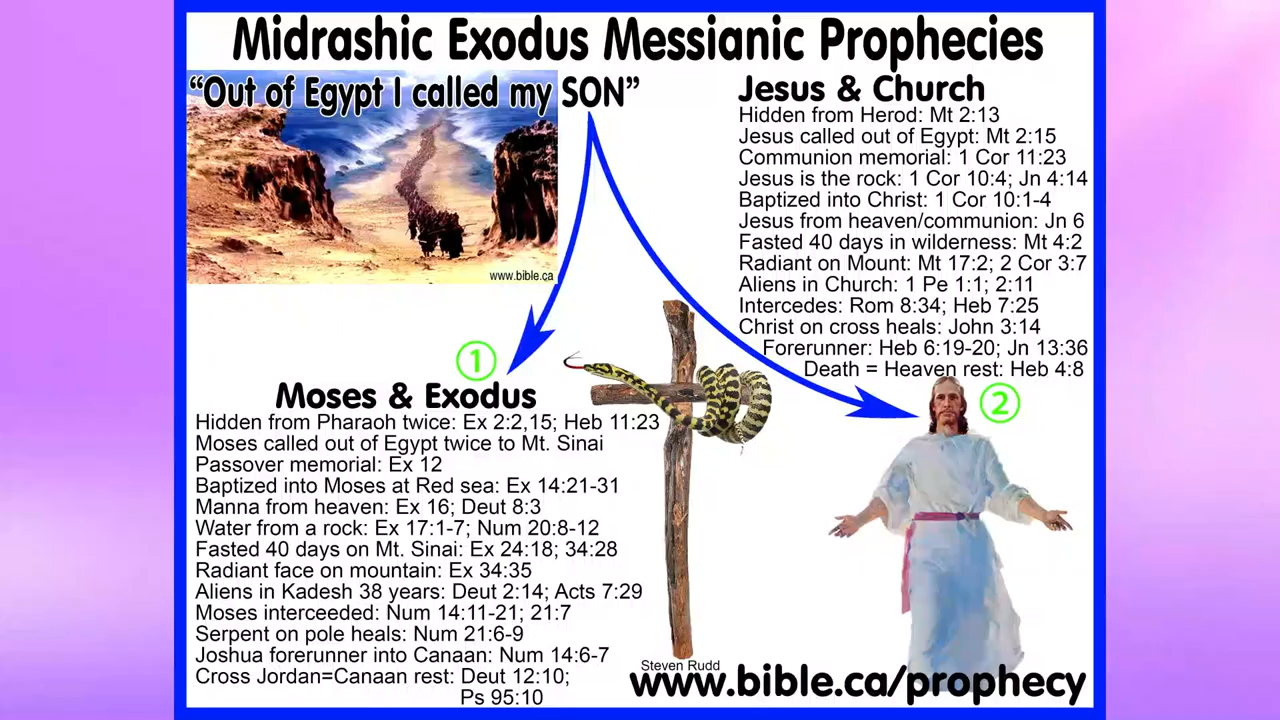 Midrashic Exodus Messianic Prophecies
"Out of Egypt I called my SON"
www.bible.ca
1
Moses & Exodus
Hidden from Pharaoh twice: Ex 2:2,15; Heb 11:23
Moses called out of Egypt twice to Mt. Sinai
Passover memorial: Ex 12
Baptized into Moses at Red sea: Ex 14:21-31
Manna from heaven: Ex 16; Deut 8:3
Water from a rock: Ex 17:1-7; Num 20:8-12
Fasted 40 days on Mt. Sinai: Ex 24:18; 34:28
Radiant face on mountain: Ex 34:35
Aliens in Kadesh 38 years: Deut 2:14; Acts 7:29
Moses interceeded: Num 14:11-21; 21:7
Serpent on pole heals: Num 21:6-9
Joshua forerunner into Canaan: Num 14:6-7
Cross Jordan=Canaan rest: Deut 12:10;
Ps 95:10
Jesus & Church
Hidden from Herod: Mt 2:13
Jesus called out of Egypt: Mt 2:15
Communion memorial: 1 Cor 11:23
Jesus is the rock: 1 Cor 10:4; Jn 4:14
Baptized into Christ: 1 Cor 10:1-4
Jesus from heaven/communion: Jn 6
Fasted 40 days in wilderness: Mt 4:2
Radiant on Mount: Mt 17:2; 2 Cor 3:7
Aliens in Church: 1 Pe 1:1; 2:11
Intercedes: Rom 8:34; Heb 7:25
Christ on cross heals: John 3:14
Forerunner: Heb 6:19-20; Jn 13:36
Death = Heaven rest: Heb 4:8
2
Steven Rudd
www.bible.ca/prophecy